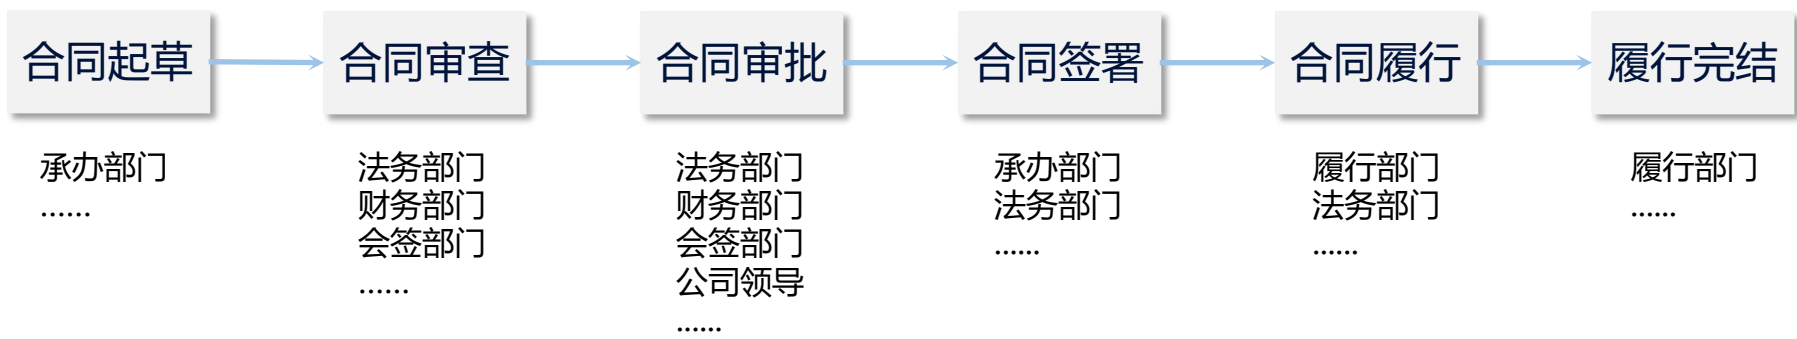 合同起草
合同审查
合同审批
合同签署
合同履行
履行完结
承办部门
......
法务部门
财务部门
会签部门
......
法务部门
财务部门
会签部门
公司领导
......
承办部门
法务部门
......
履行部门
法务部门
......
履行部门
......